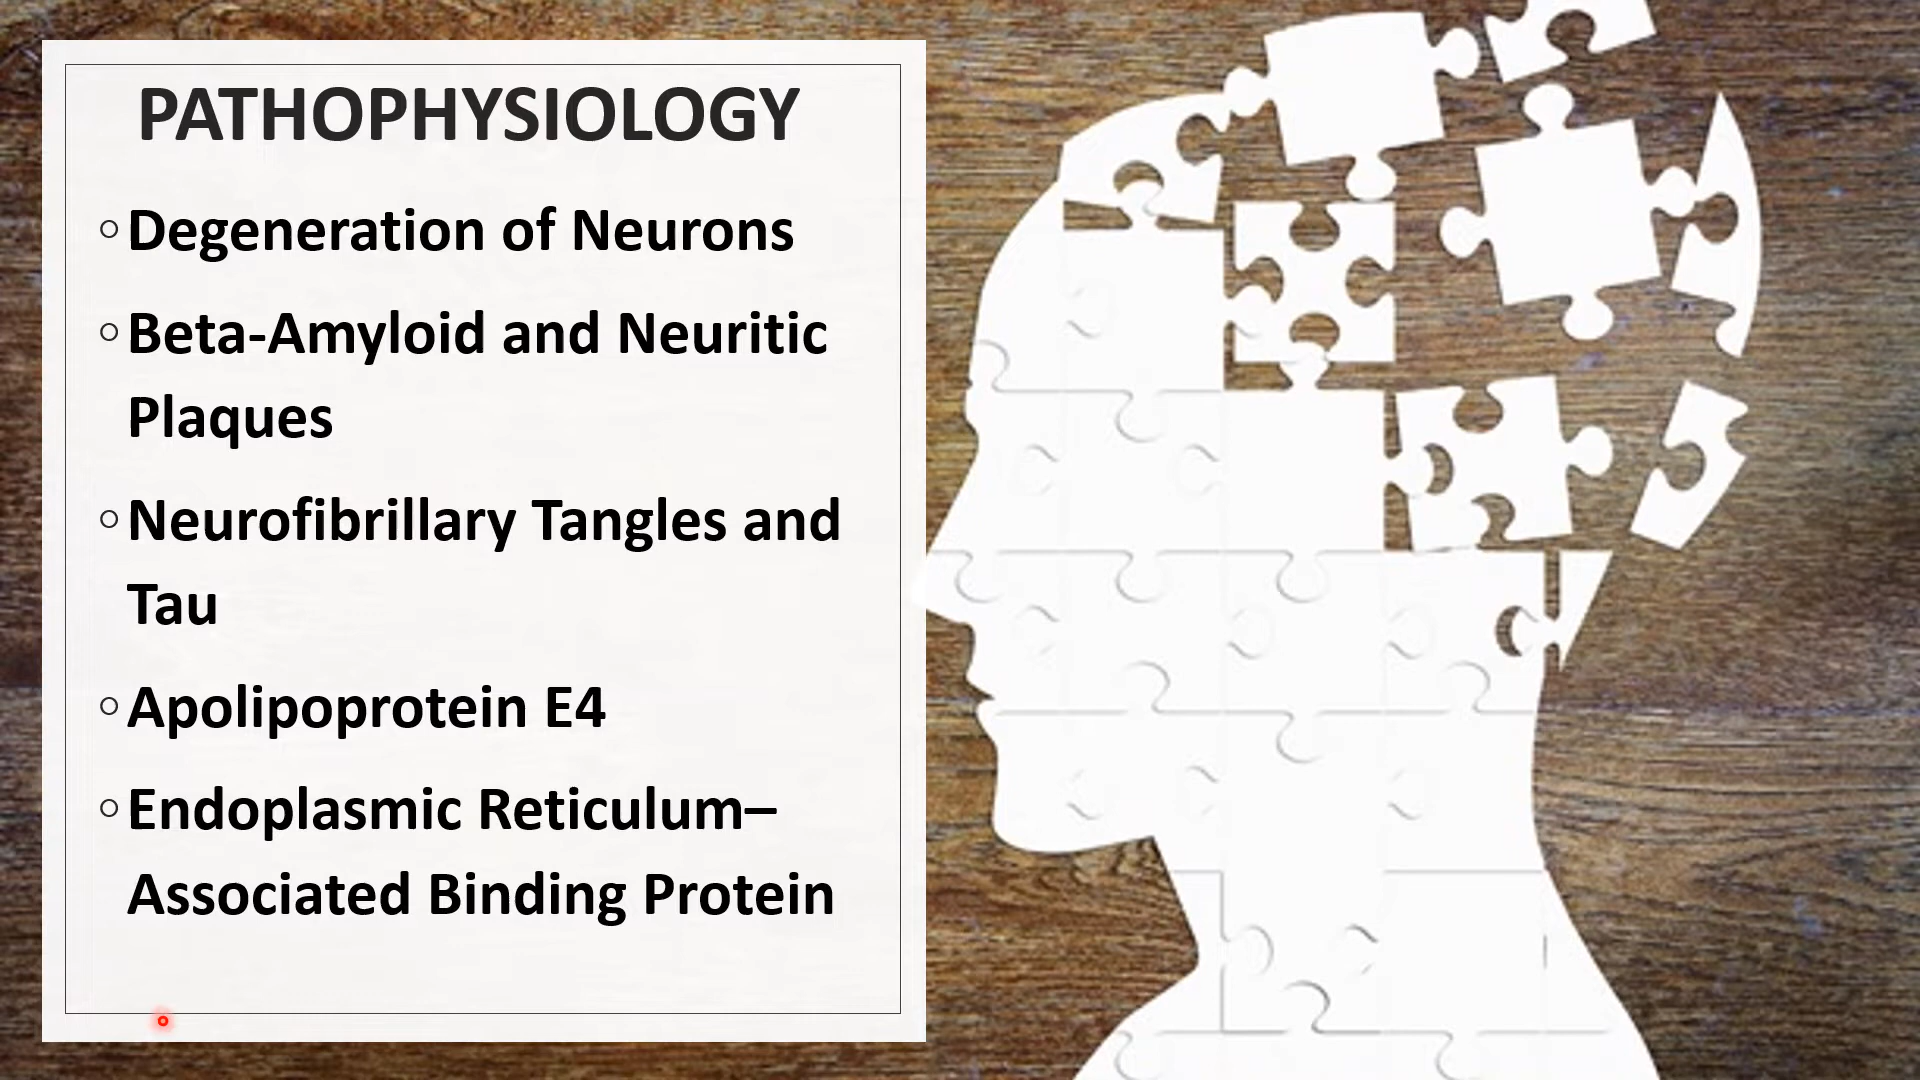 PATHOPHYSIOLOGY
◦Degeneration of Neurons
◦Beta-Amyloid and Neuritic
Plaques
◦Neurofibrillary Tangles and
Tau
◦Apolipoprotein E4
◦Endoplasmic Reticulum–
Associated Binding Protein